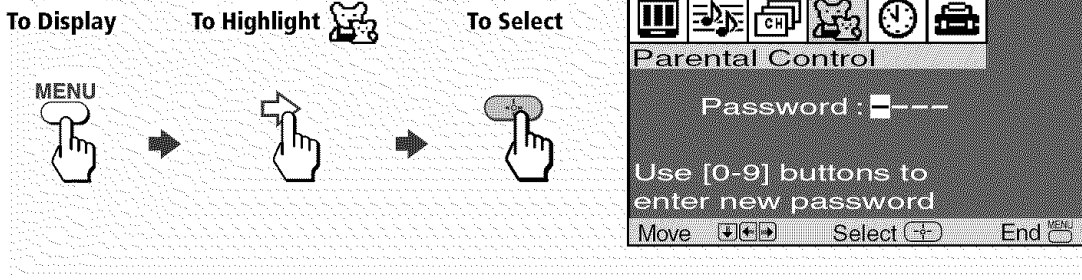 To Display To Highlight To Select
MENU
CH
Parental Control
Password : ----
Use [0-9] buttons to
enter new password
Move Select End MENU